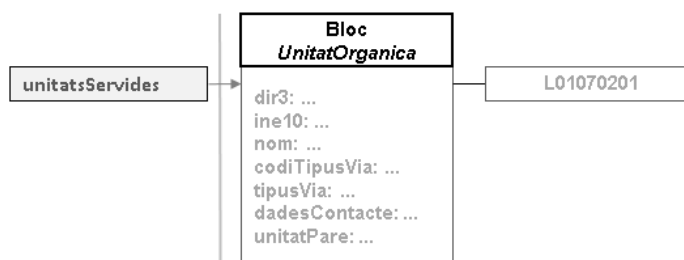 Bloc
UnitatOrganica
unitatsServides
L01070201
dir3: ...
ine10: ...
nom: ...
codiTipusVia: ...
tipusVia: ...
dadesContacte: ...
unitatPare: ...